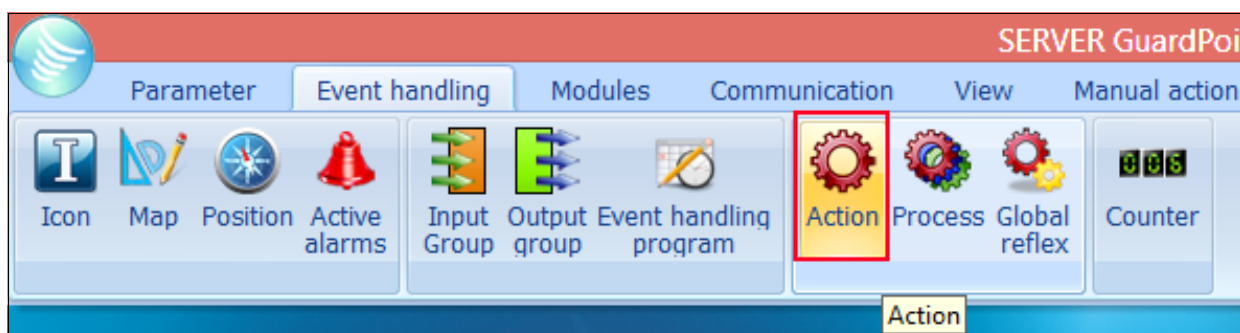 SERVER GuardPoi
Parameter Event handling Modules Communication View Manual action
Icon Map Position Active alarms Input Group Output group Event handling program Action Process Global reflex Counter
Action